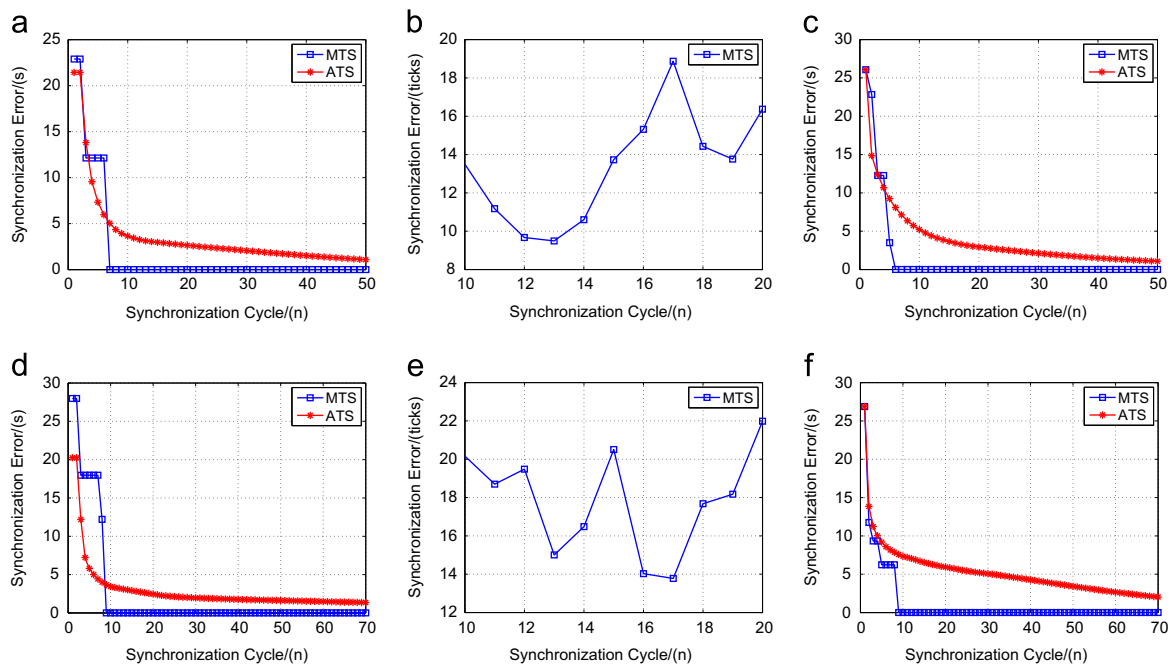 a
25
20
15
10
5
0
0 10 20 30 40 50
Synchronization Error/(s)
Synchronization Cycle/(n)
MTS
ATS
b
20
18
16
14
12
10
8
10 12 14 16 18 20
Synchronization Error/(ticks)
Synchronization Cycle/(n)
MTS
c
30
25
20
15
10
5
0
0 10 20 30 40 50
Synchronization Error/(s)
Synchronization Cycle/(n)
MTS
ATS
d
30
25
20
15
10
5
0
0 10 20 30 40 50 60 70
Synchronization Error/(s)
Synchronization Cycle/(n)
MTS
ATS
e
24
22
20
18
16
14
12
10 12 14 16 18 20
Synchronization Error/(ticks)
Synchronization Cycle/(n)
MTS
f
30
25
20
15
10
5
0
0 10 20 30 40 50 60 70
Synchronization Error/(s)
Synchronization Cycle/(n)
MTS
ATS